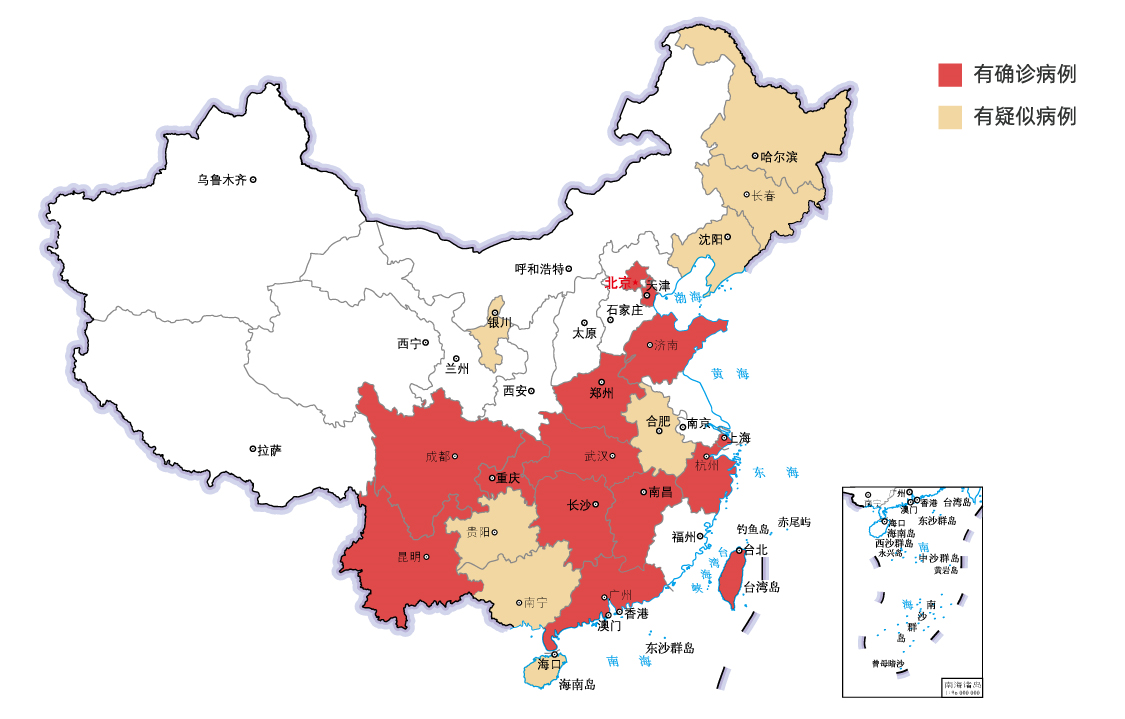 有确诊病例
有疑似病例
哈尔滨
乌鲁木齐
长春
沈阳
呼和浩特
北京
天津
渤海
石家庄
银川
太原
济南
西宁
兰州
黄海
西安
郑州
合肥
南京
上海
拉萨
成都
武汉
杭州
东海
重庆
长沙
南昌
赤尾屿
钓鱼岛
贵阳
福州
台北
昆明
台湾海峡
台湾岛
广州
南宁
香港
澳门
东沙群岛
海口
南海
海南岛
南宁
广州
香港
台湾岛
澳门
海口
东沙群岛
海南岛
西沙群岛
南
永兴岛
中沙群岛
黄岩岛
海
南沙群岛
曾母暗沙
南海诸岛